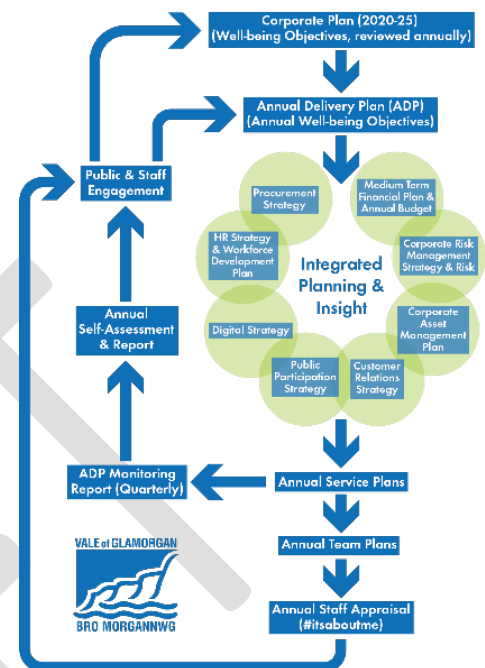 Corporate Plan (2020-25)
(Well-being Objectives, reviewed annually)
Annual Delivery Plan (ADP)
(Annual Well-being Objectives)
Public & Staff
Engagement
Procurement
Strategy
Medium Term
Financial Plan &
Annual Budget
HR Strategy
& Workforce
Development
Plan
Integrated
Planning &
Insight
Corporate Risk
Management
Strategy & Risk
Annual
Self-Assessment
& Report
Digital Strategy
Corporate
Asset
Management
Plan
Public
Participation
Strategy
Customer
Relations
Strategy
ADP Monitoring
Report (Quarterly)
Annual Service Plans
Annual Team Plans
Annual Staff Appraisal
(#itsaboutme)
VALE of GLAMORGAN
BRO MORGANNWG